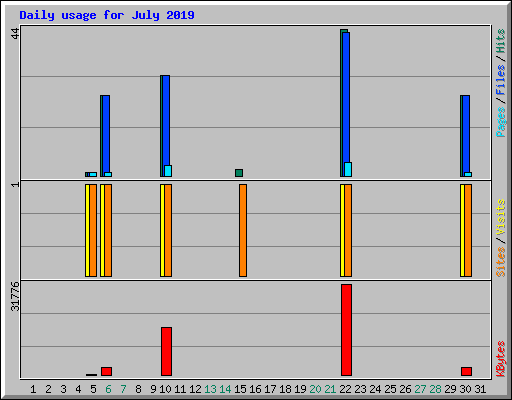 Daily usage for July 2019
44
Pages / Files / Hits
1
Sites / Visits
31776
KBytes
1 2 3 4 5 6 7 8 9 10 11 12 13 14 15 16 17 18 19 20 21 22 23 24 25 26 27 28 29 30 31